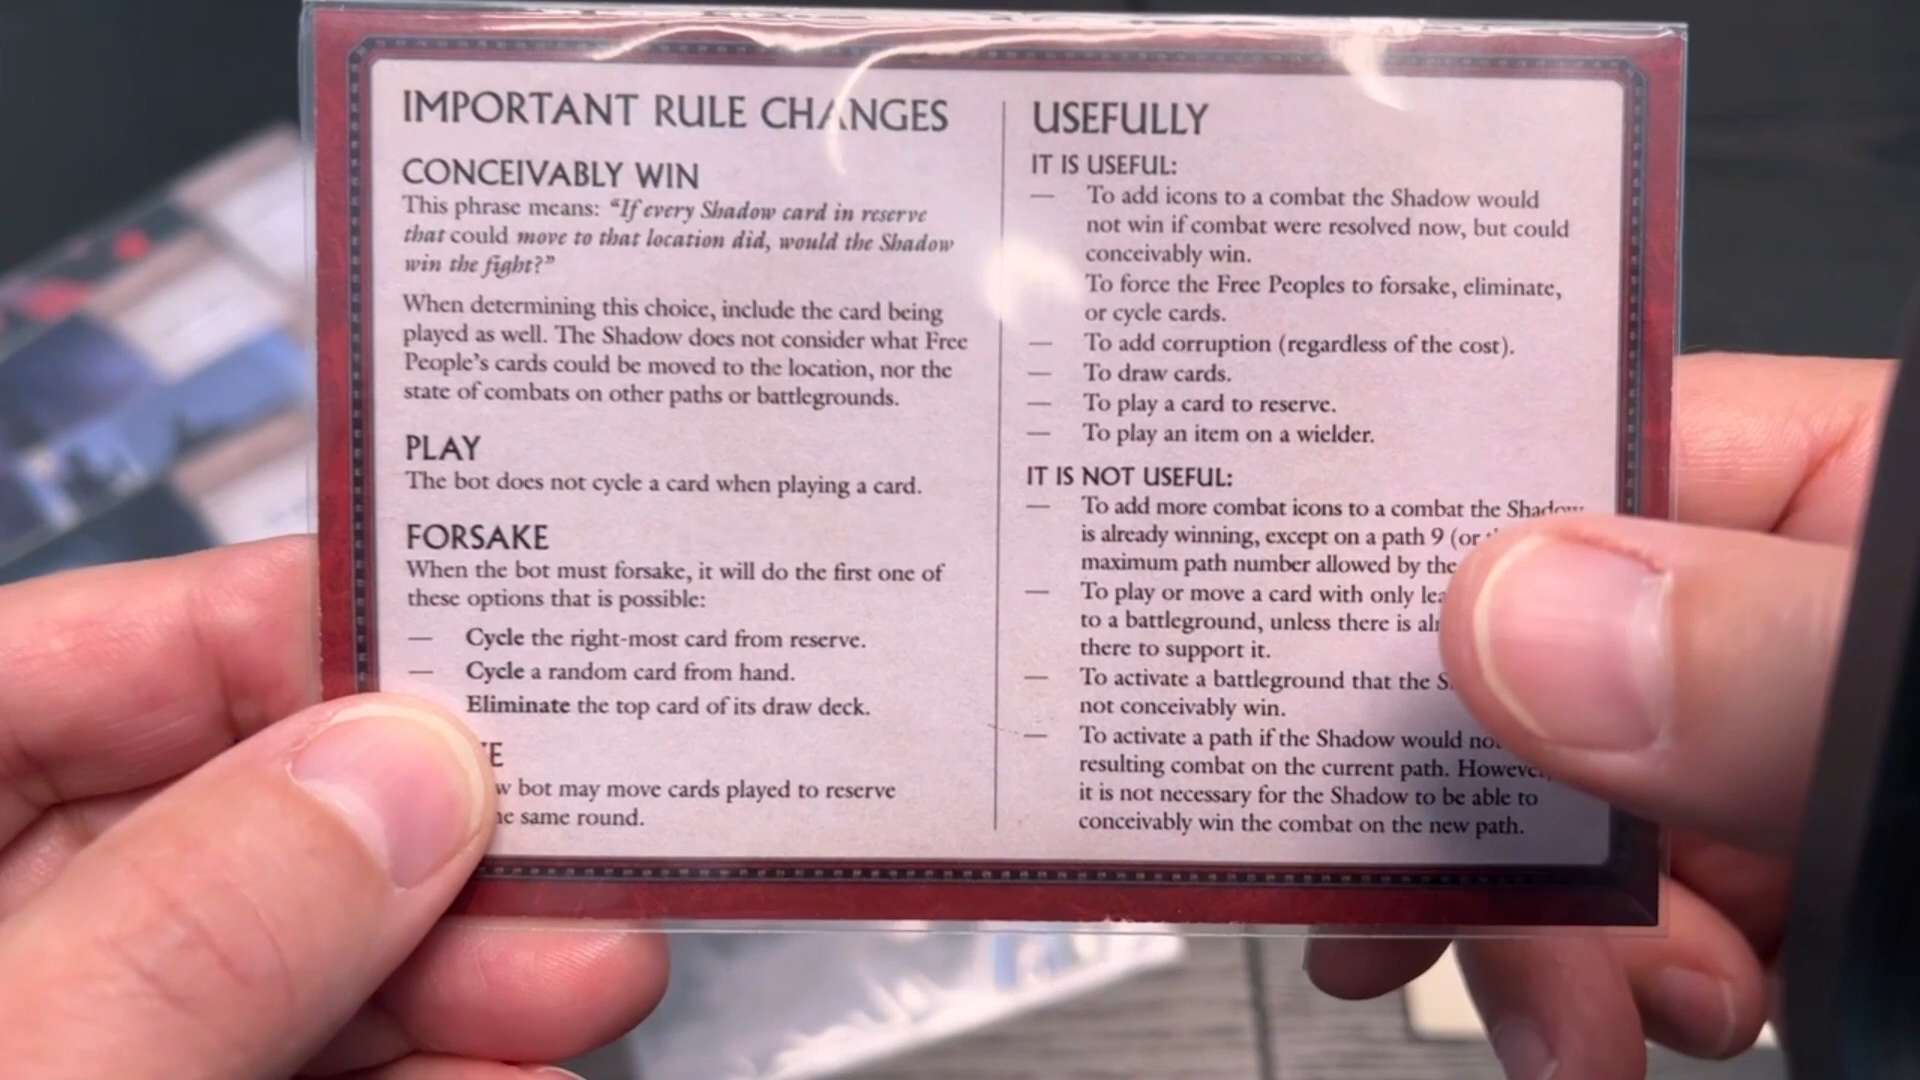 IMPORTANT RULE CHANGES
CONCEIVABLY WIN
This phrase means: “If every Shadow card in reserve
that could move to that location did, would the Shadow
win the fight?”
When determining this choice, include the card being
played as well. The Shadow does not consider what Free
People's cards could be moved to the location, nor the
state of combats on other paths or battlegrounds.
PLAY
The bot does not cycle a card when playing a card.
FORSAKE
When the bot must forsake, it will do the first one of
these options that is possible:
— Cycle the right-most card from reserve.
— Cycle a random card from hand.
Eliminate the top card of its draw deck.
bot may move cards played to reserve
same round.
USEFULLY
IT IS USEFUL:
— To add icons to a combat the Shadow would
not win if combat were resolved now, but could
conceivably win.
To force the Free Peoples to forsake, eliminate,
or cycle cards.
— To add corruption (regardless of the cost).
— To draw cards.
— To play a card to reserve.
— To play an item on a wielder.
IT IS NOT USEFUL:
— To add more combat icons to a combat the Shadow
is already winning, except on a path 9 (or
maximum path number allowed by the
— To play or move a card with only
to a battleground, unless there is
there to support it.
— To activate a battleground that the
not conceivably win.
— To activate a path if the Shadow would
resulting combat on the current path. However,
it is not necessary for the Shadow to be able to
conceivably win the combat on the new path.